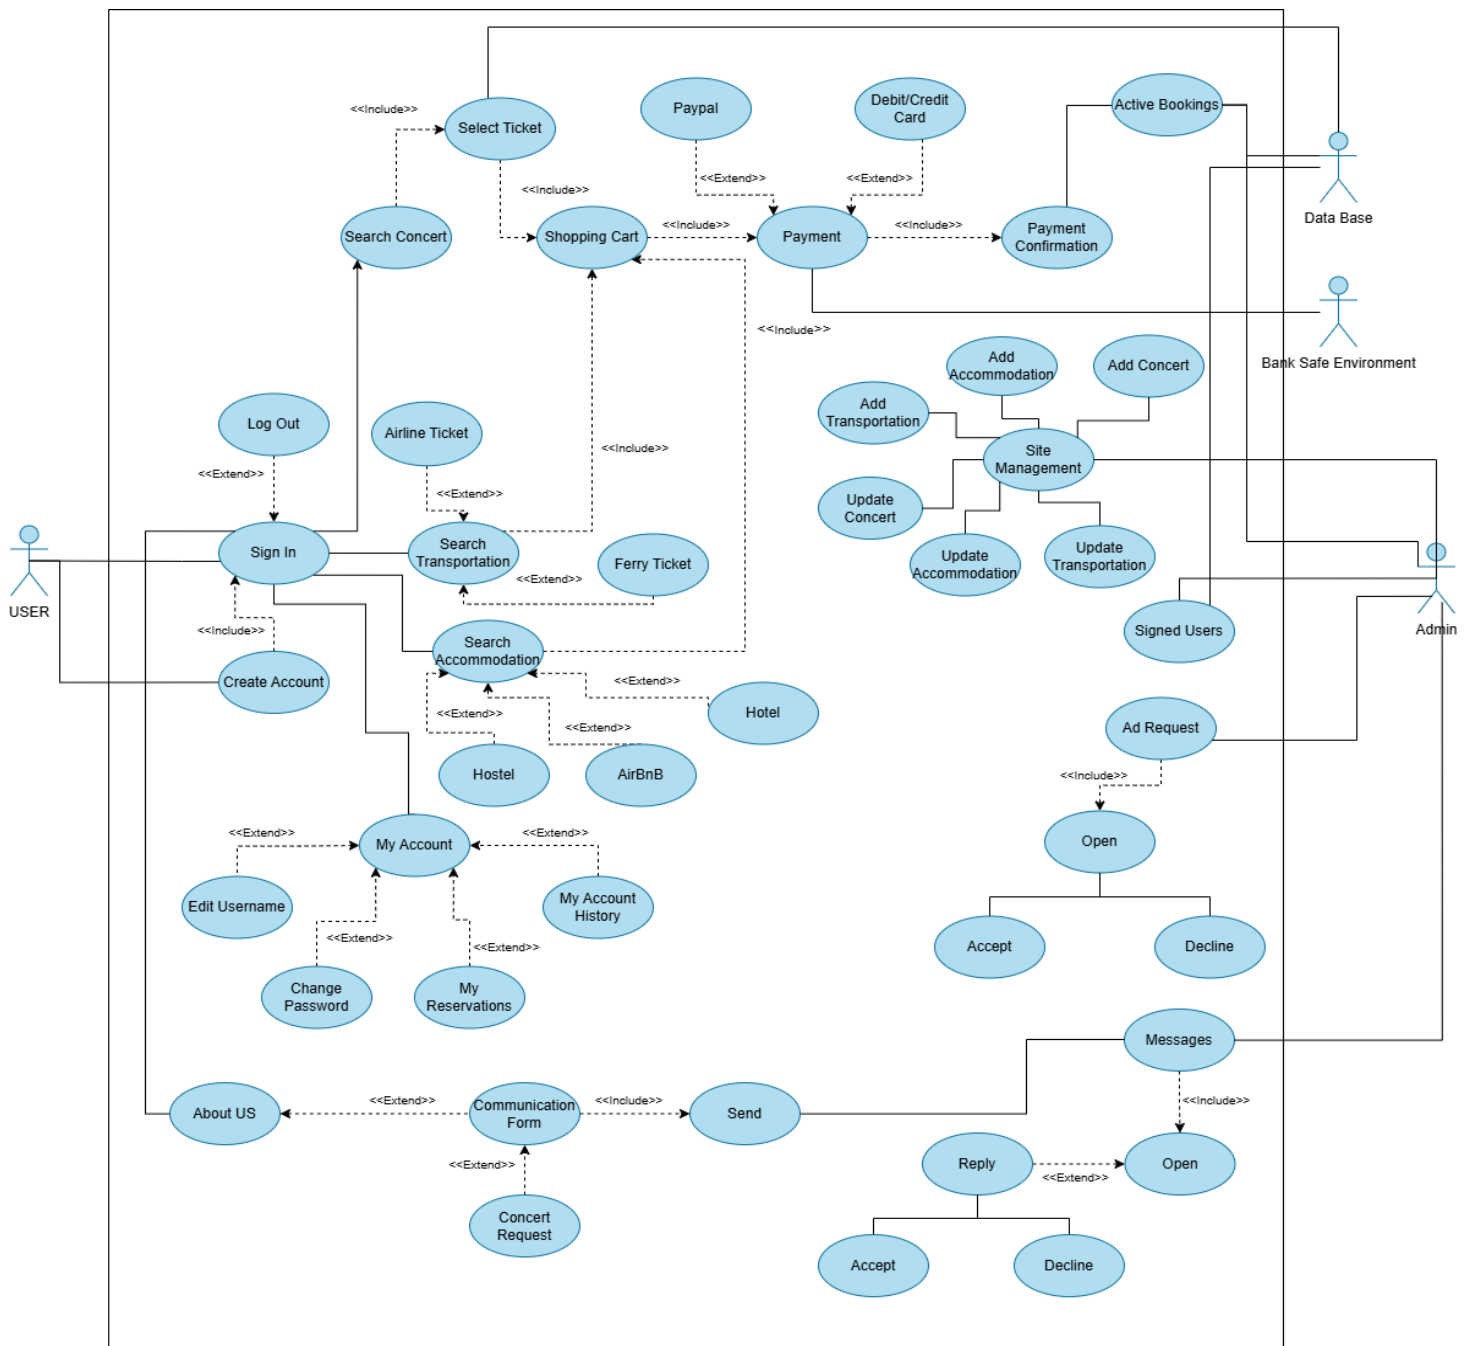 <<Include>>
Select Ticket
Paypal
Debit/Credit
Card
Active Bookings
<<Extend>>
<<Extend>>
<<Include>>
Data Base
Search Concert
Shopping Cart
<<Include>>
Payment
<<Include>>
Payment
Confirmation
<<Include>>
Bank Safe Environment
Add
Accommodation
Add Concert
Add
Transportation
Log Out
Airline Ticket
<<Include>>
Site
Management
<<Extend>>
<<Extend>>
Update
Concert
Sign In
Search
Transportation
Ferry Ticket
Update
Accommodation
Update
Transportation
<<Extend>>
USER
<<Include>>
Search
Accommodation
Signed Users
Admin
Create Account
<<Extend>>
<<Extend>>
<<Extend>>
Hotel
Ad Request
Hostel
AirBnB
<<Include>>
<<Extend>>
My Account
<<Extend>>
Open
Edit Username
My Account
History
<<Extend>>
<<Extend>>
Accept
Decline
Change
Password
My
Reservations
Messages
About US
<<Extend>>
Communication
Form
<<Include>>
Send
<<Include>>
<<Extend>>
Reply
<<Extend>>
Open
Concert
Request
Accept
Decline